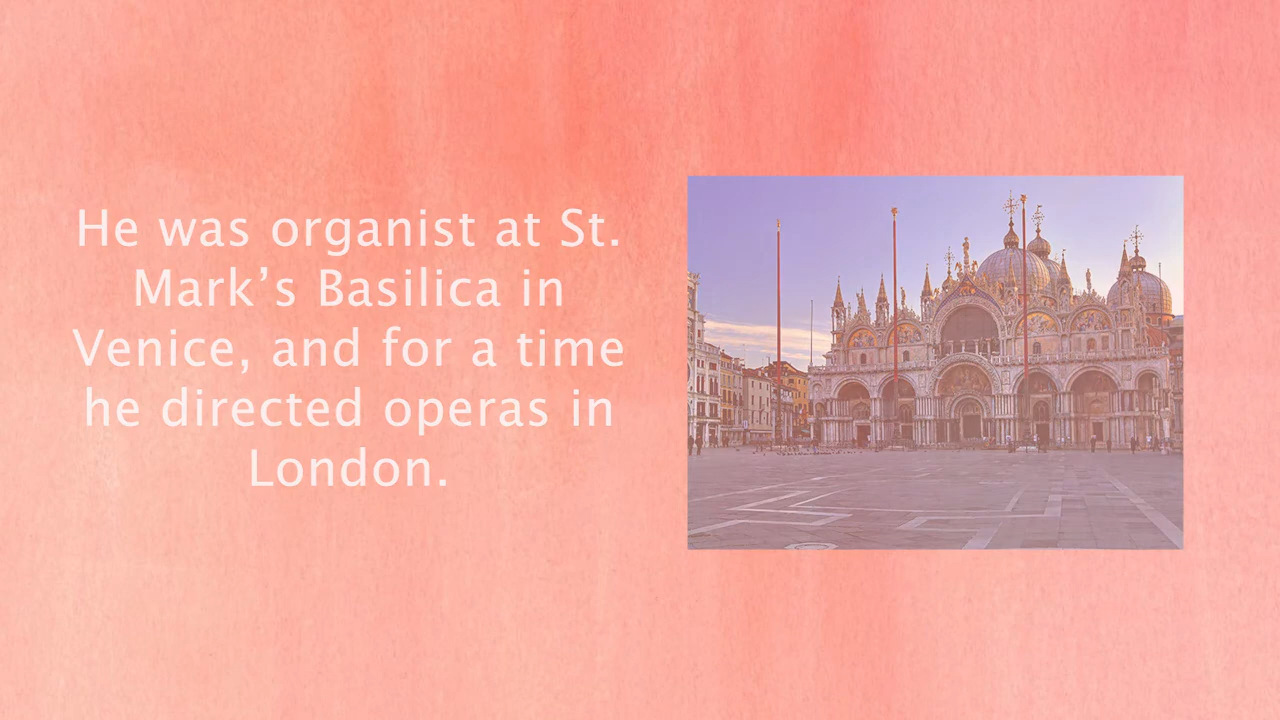 He was organist at St.
Mark’s Basilica in
Venice, and for a time
he directed operas in
London.